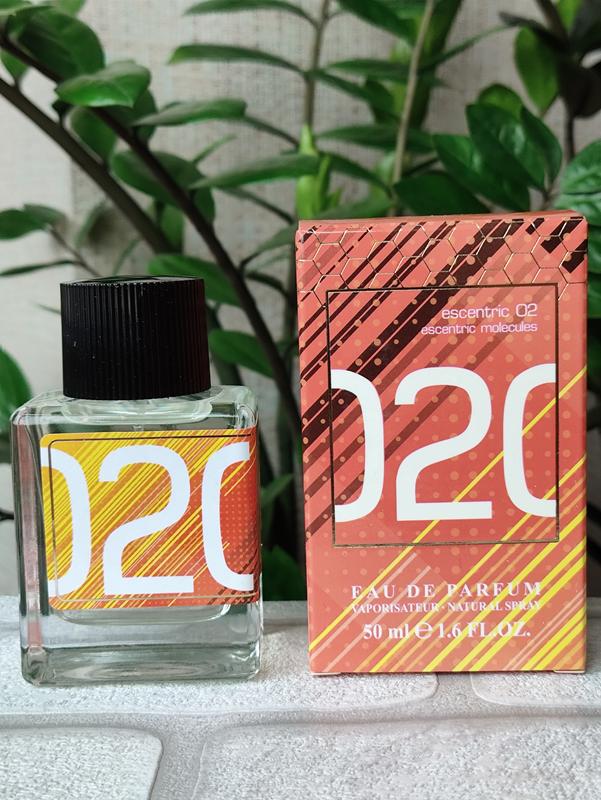 020
escentric 02
escentric molecules
020
EAU DE PARFUM
VAPORISATEUR · NATURAL SPRAY
50 ml ℮ 1.6 FL.OZ.